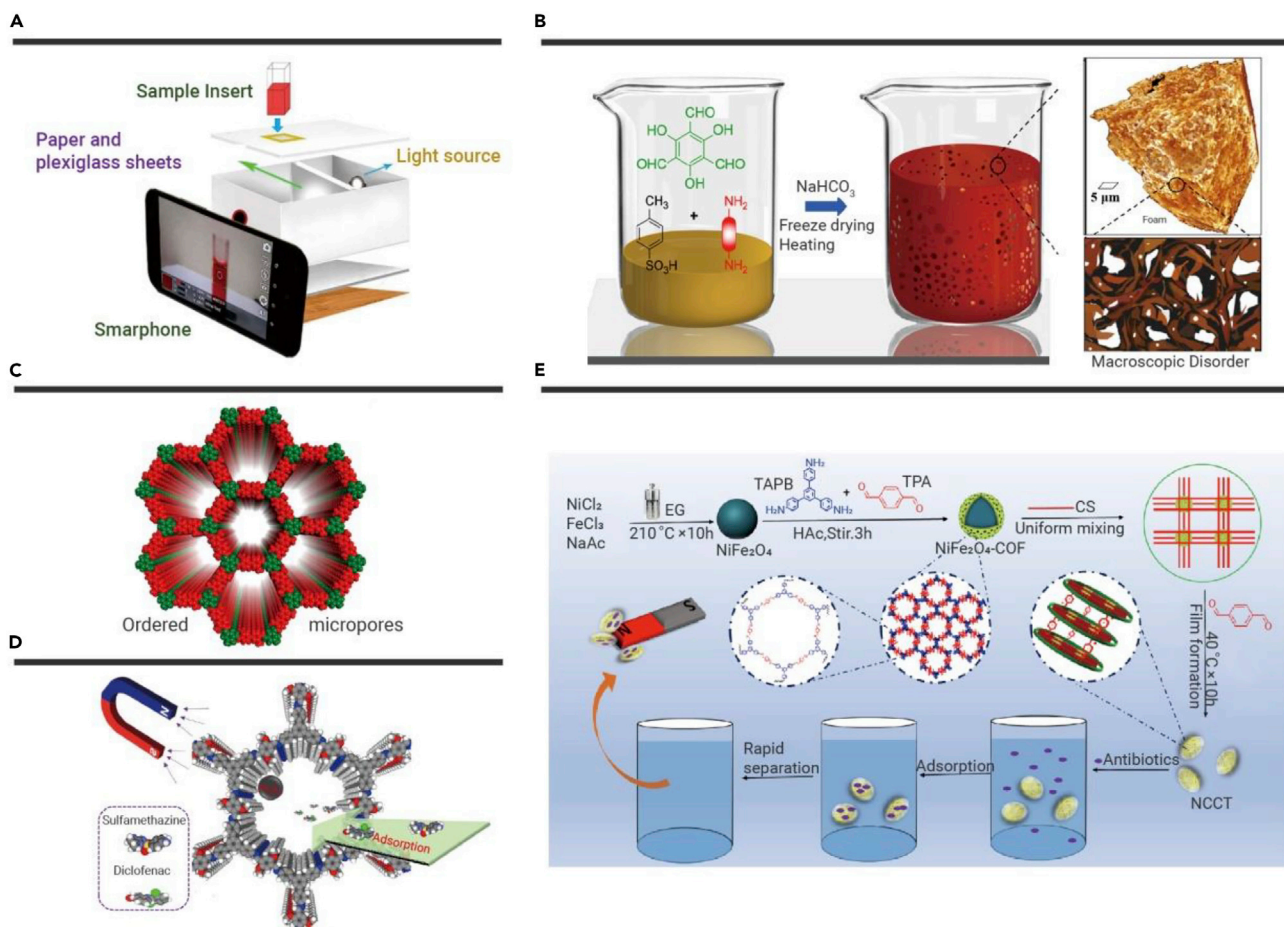 A
Sample Insert
Paper and
plexiglass sheets
Light source
Smarphone
B
CHO
HO
OH
OHC
CHO
OH
CH₃
+
NH₂
SO₃H
NH₂
NaHCO₃
Freeze drying
Heating
5 μm
Foam
Macroscopic Disorder
C
Ordered
micropores
D
N
S
Sulfamethazine
Diclofenac
Adsorption
E
NiCl₂
FeCl₃
NaAc
EG
210°C×10h
NiFe₂O₄
TAPB
NH₂
H₂N
NH₂
+
TPA
O
O
HAc,Stir.3h
NiFe₂O₄-COF
CS
Uniform mixing
O
O
40°C×10h
Film formation
N
S
Rapid
separation
Adsorption
Antibiotics
NCCT